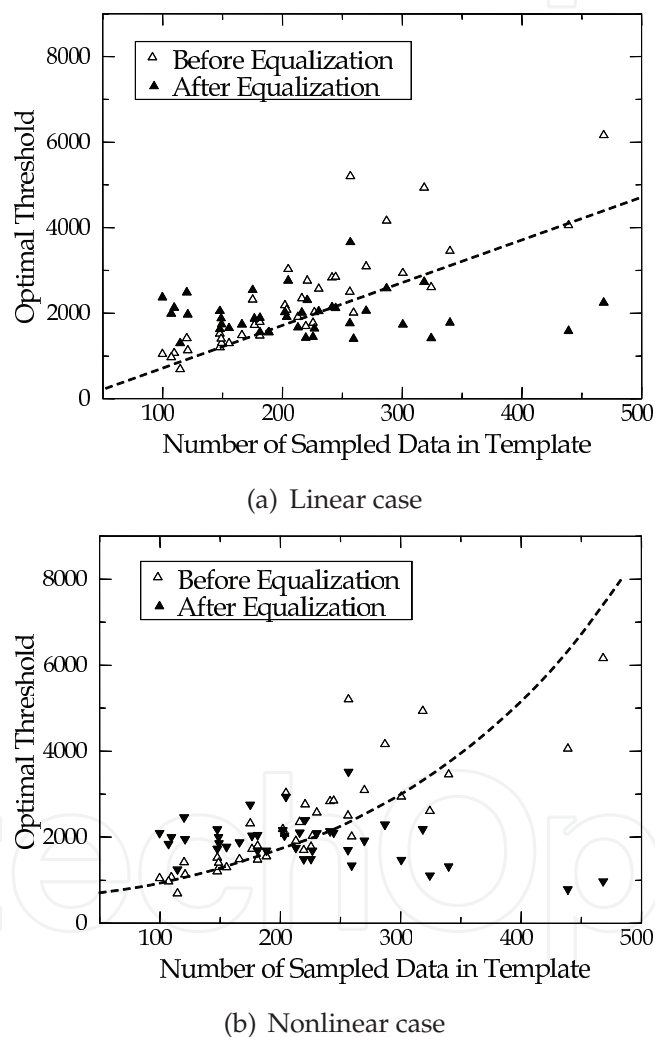 8000
6000
4000
2000
0
Optimal Threshold
△ Before Equalization
▲ After Equalization
100 200 300 400 500
Number of Sampled Data in Template
(a) Linear case
8000
6000
4000
2000
0
Optimal Threshold
△ Before Equalization
▲ After Equalization
100 200 300 400 500
Number of Sampled Data in Template
(b) Nonlinear case